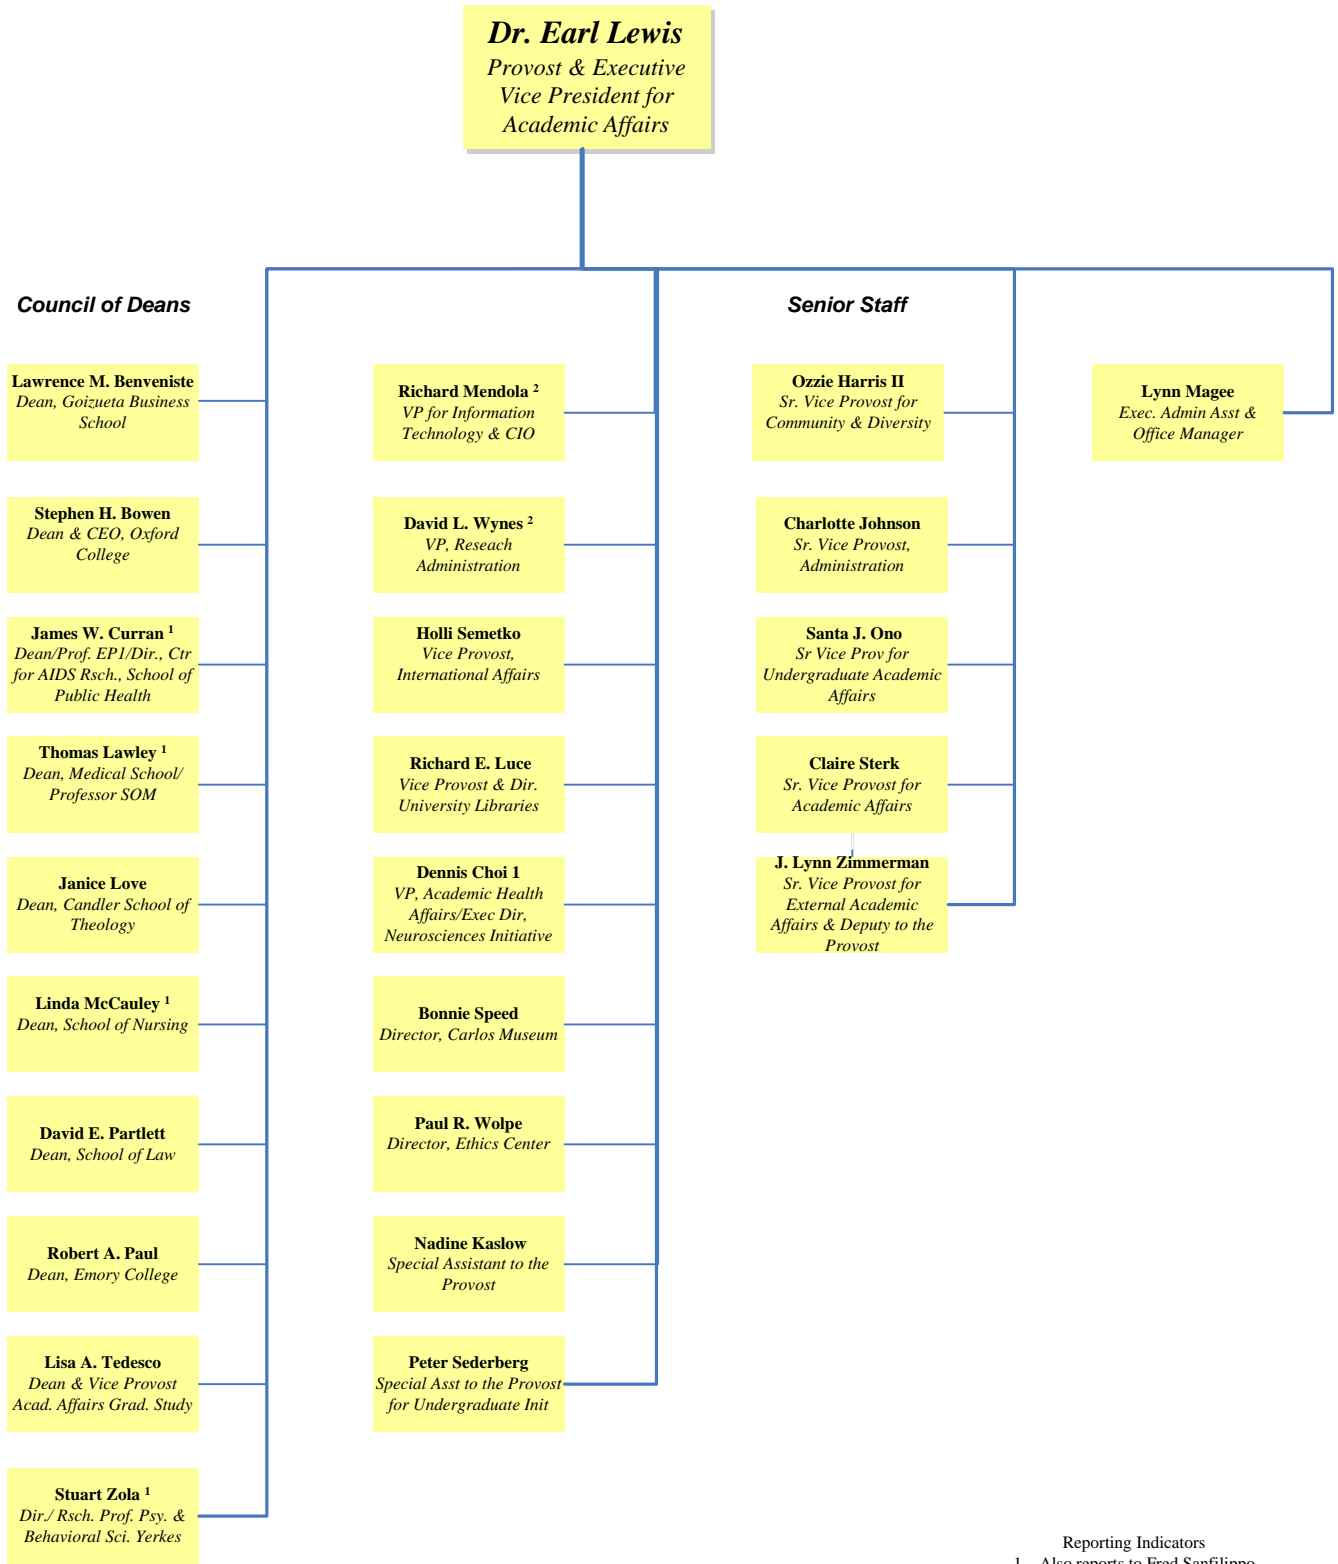 Dr. Earl Lewis
Provost & Executive
Vice President for
Academic Affairs
Council of Deans
Lawrence M. Benveniste
Dean, Goizueta Business
School
Stephen H. Bowen
Dean & CEO, Oxford
College
James W. Curran 1
Dean/Prof. EP1/Dir., Ctr
for AIDS Rsch., School of
Public Health
Thomas Lawley 1
Dean, Medical School/
Professor SOM
Janice Love
Dean, Candler School of
Theology
Linda McCauley 1
Dean, School of Nursing
David E. Partlett
Dean, School of Law
Robert A. Paul
Dean, Emory College
Lisa A. Tedesco
Dean & Vice Provost
Acad. Affairs Grad. Study
Stuart Zola 1
Dir./ Rsch. Prof. Psy. &
Behavioral Sci. Yerkes
Richard Mendola 2
VP for Information
Technology & CIO
David L. Wynes 2
VP, Reseach
Administration
Holli Semetko
Vice Provost,
International Affairs
Richard E. Luce
Vice Provost & Dir.
University Libraries
Dennis Choi 1
VP, Academic Health
Affairs/Exec Dir,
Neurosciences Initiative
Bonnie Speed
Director, Carlos Museum
Paul R. Wolpe
Director, Ethics Center
Nadine Kaslow
Special Assistant to the
Provost
Peter Sederberg
Special Asst to the Provost
for Undergraduate Init
Senior Staff
Ozzie Harris II
Sr. Vice Provost for
Community & Diversity
Charlotte Johnson
Sr. Vice Provost,
Administration
Santa J. Ono
Sr Vice Prov for
Undergraduate Academic
Affairs
Claire Sterk
Sr. Vice Provost for
Academic Affairs
J. Lynn Zimmerman
Sr. Vice Provost for
External Academic
Affairs & Deputy to the
Provost
Lynn Magee
Exec. Admin Asst &
Office Manager
Reporting Indicators
1 Also reports to Fred Sanfilippo